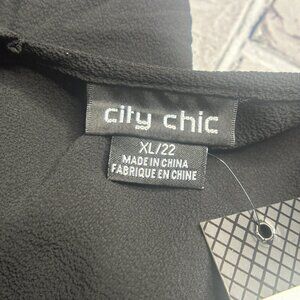 city chic
XL/22
MADE IN CHINA
FABRIQUE EN CHINE